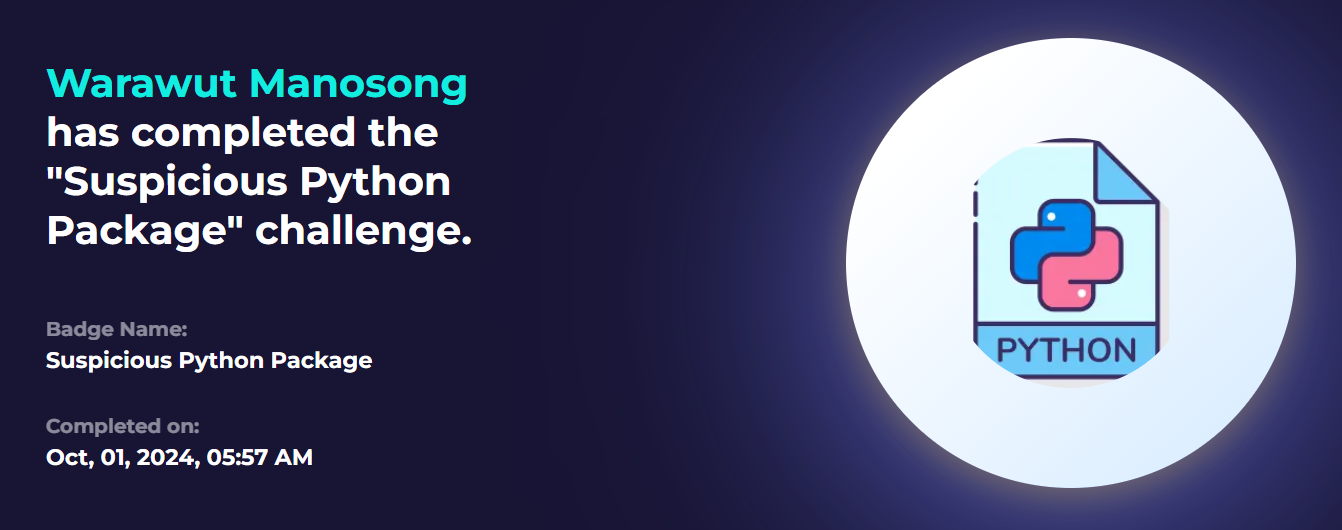 Warawut Manosong
has completed the
"Suspicious Python
Package" challenge.
Badge Name:
Suspicious Python Package
Completed on:
Oct, 01, 2024, 05:57 AM
PYTHON